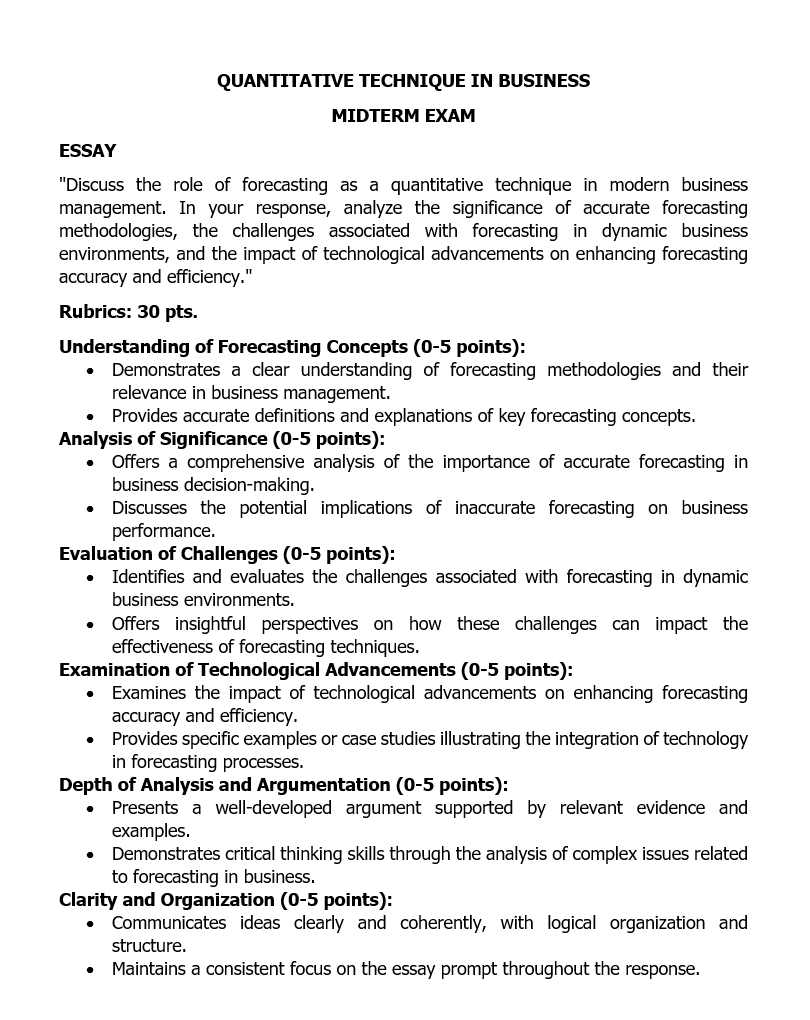 QUANTITATIVE TECHNIQUE IN BUSINESS
MIDTERM EXAM
ESSAY
"Discuss the role of forecasting as a quantitative technique in modern business
management. In your response, analyze the significance of accurate forecasting
methodologies, the challenges associated with forecasting in dynamic business
environments, and the impact of technological advancements on enhancing forecasting
accuracy and efficiency."
Rubrics: 30 pts.
Understanding of Forecasting Concepts (0-5 points):
• Demonstrates a clear understanding of forecasting methodologies and their
relevance in business management.
• Provides accurate definitions and explanations of key forecasting concepts.
Analysis of Significance (0-5 points):
• Offers a comprehensive analysis of the importance of accurate forecasting in
business decision-making.
• Discusses the potential implications of inaccurate forecasting on business
performance.
Evaluation of Challenges (0-5 points):
• Identifies and evaluates the challenges associated with forecasting in dynamic
business environments.
• Offers insightful perspectives on how these challenges can impact the
effectiveness of forecasting techniques.
Examination of Technological Advancements (0-5 points):
• Examines the impact of technological advancements on enhancing forecasting
accuracy and efficiency.
• Provides specific examples or case studies illustrating the integration of technology
in forecasting processes.
Depth of Analysis and Argumentation (0-5 points):
• Presents a well-developed argument supported by relevant evidence and
examples.
• Demonstrates critical thinking skills through the analysis of complex issues related
to forecasting in business.
Clarity and Organization (0-5 points):
• Communicates ideas clearly and coherently, with logical organization and
structure.
• Maintains a consistent focus on the essay prompt throughout the response.